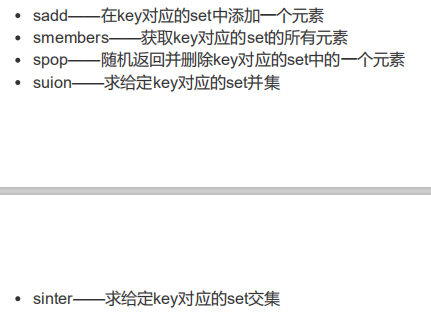 • sadd——在key对应的set中添加一个元素
• smembers——获取key对应的set的所有元素
• spop——随机返回并删除key对应的set中的一个元素
• suion——求给定key对应的set并集
• sinter——求给定key对应的set交集